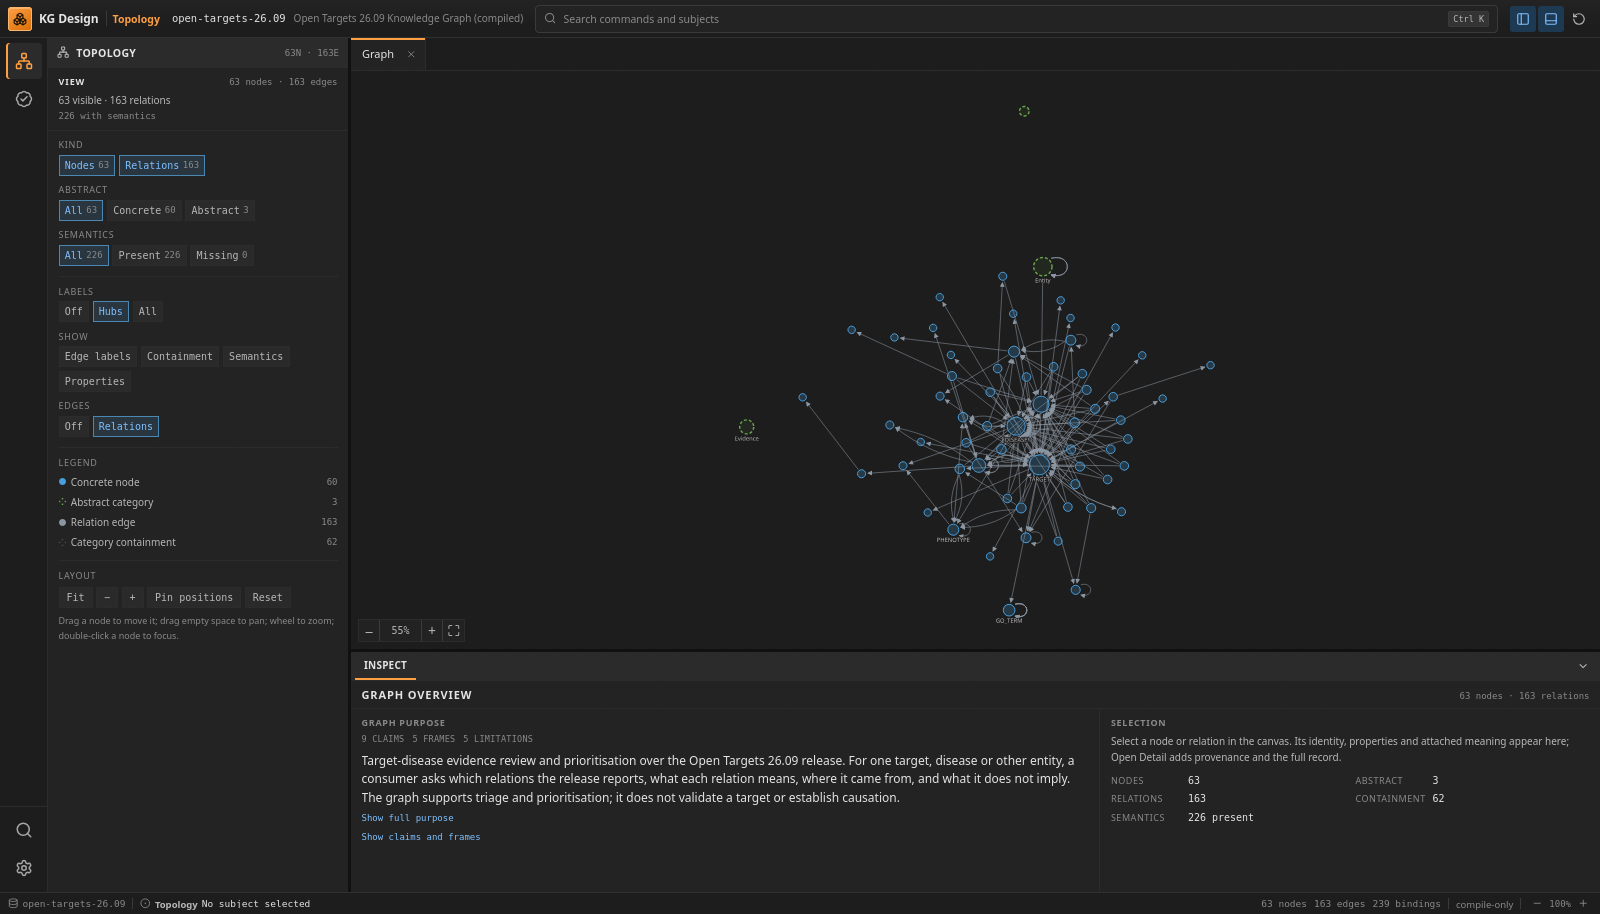 KG Design Topology open-targets-26.09 Open Targets 26.09 Knowledge Graph (compiled)
Search commands and subjects Ctrl K
TOPOLOGY 63N · 163E
VIEW 63 nodes · 163 edges
63 visible · 163 relations
226 with semantics
KIND
Nodes 63 Relations 163
ABSTRACT
All 63 Concrete 60 Abstract 3
SEMANTICS
All 226 Present 226 Missing 0
LABELS
Off Hubs All
SHOW
Edge labels Containment Semantics
Properties
EDGES
Off Relations
LEGEND
Concrete node 60
Abstract category 3
Relation edge 163
Category containment 62
LAYOUT
Fit − + Pin positions Reset
Drag a node to move it; drag empty space to pan; wheel to zoom;
double-click a node to focus.
Graph ×
Entity
Evidence
DISEASE
TARGET
PHENOTYPE
GO_TERM
− 55% +
INSPECT
GRAPH OVERVIEW 63 nodes · 163 relations
GRAPH PURPOSE
9 CLAIMS 5 FRAMES 5 LIMITATIONS
Target-disease evidence review and prioritisation over the Open Targets 26.09 release. For one target, disease or other entity, a
consumer asks which relations the release reports, what each relation means, where it came from, and what it does not imply.
The graph supports triage and prioritisation; it does not validate a target or establish causation.
Show full purpose
Show claims and frames
SELECTION
Select a node or relation in the canvas. Its identity, properties and attached meaning appear here;
Open Detail adds provenance and the full record.
NODES 63 ABSTRACT 3
RELATIONS 163 CONTAINMENT 62
SEMANTICS 226 present
open-targets-26.09 Topology No subject selected
63 nodes 163 edges 239 bindings compile-only − 100% +